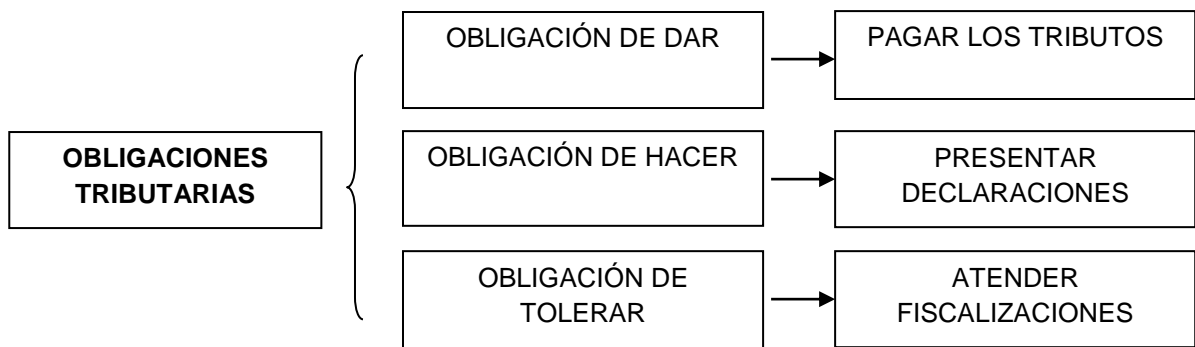 OBLIGACIONES
TRIBUTARIAS
OBLIGACIÓN DE DAR
PAGAR LOS TRIBUTOS
OBLIGACIÓN DE HACER
PRESENTAR
DECLARACIONES
OBLIGACIÓN DE
TOLERAR
ATENDER
FISCALIZACIONES